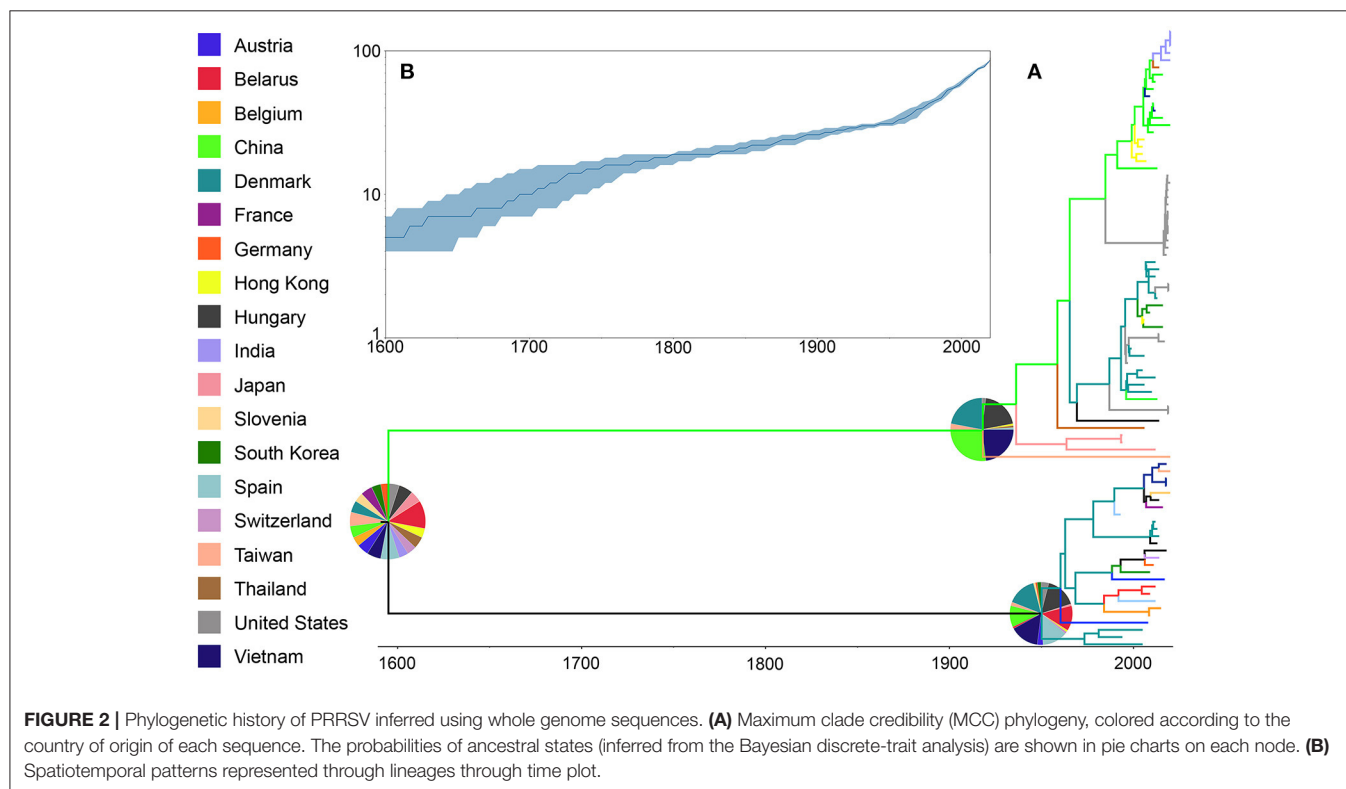 Austria
Belarus
Belgium
China
Denmark
France
Germany
Hong Kong
Hungary
India
Japan
Slovenia
South Korea
Spain
Switzerland
Taiwan
Thailand
United States
Vietnam
B
100
10
1
1600 1700 1800 1900 2000
A
1600 1700 1800 1900 2000
FIGURE 2 | Phylogenetic history of PRRSV inferred using whole genome sequences. (A) Maximum clade credibility (MCC) phylogeny, colored according to the
country of origin of each sequence. The probabilities of ancestral states (inferred from the Bayesian discrete-trait analysis) are shown in pie charts on each node. (B)
Spatiotemporal patterns represented through lineages through time plot.